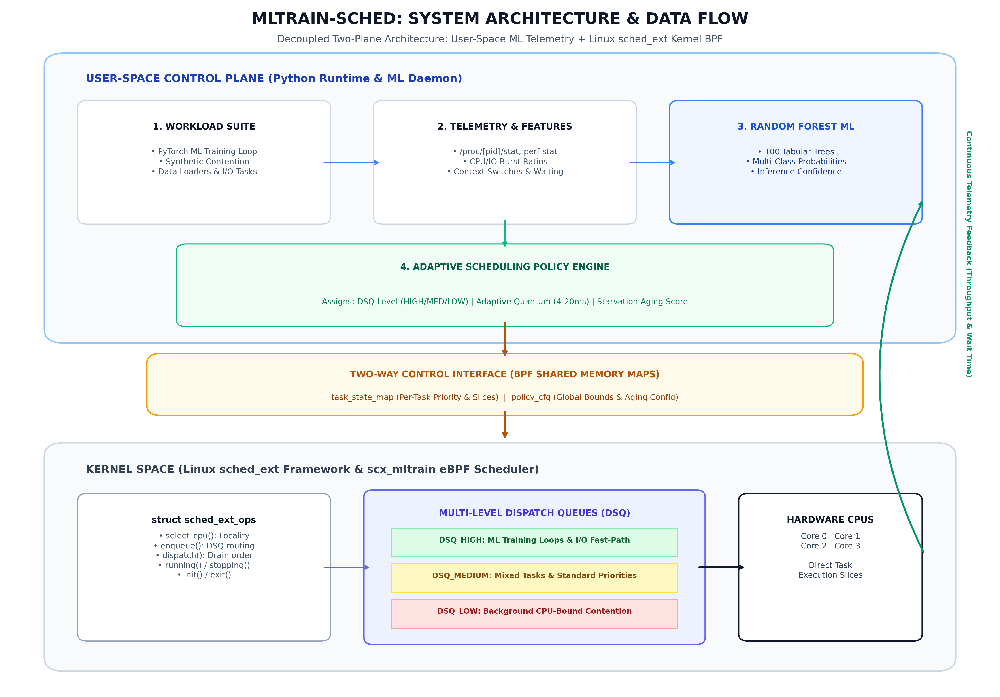 MLTRAIN-SCHED: SYSTEM ARCHITECTURE & DATA FLOW
Decoupled Two-Plane Architecture: User-Space ML Telemetry + Linux sched_ext Kernel BPF
USER-SPACE CONTROL PLANE (Python Runtime & ML Daemon)
1. WORKLOAD SUITE
• PyTorch ML Training Loop
• Synthetic Contention
• Data Loaders & I/O Tasks
2. TELEMETRY & FEATURES
• /proc/[pid]/stat, perf stat
• CPU/IO Burst Ratios
• Context Switches & Waiting
3. RANDOM FOREST ML
• 100 Tabular Trees
• Multi-Class Probabilities
• Inference Confidence
Continuous Telemetry Feedback (Throughput & Wait Time)
4. ADAPTIVE SCHEDULING POLICY ENGINE
Assigns: DSQ Level (HIGH/MED/LOW) | Adaptive Quantum (4-20ms) | Starvation Aging Score
TWO-WAY CONTROL INTERFACE (BPF SHARED MEMORY MAPS)
task_state_map (Per-Task Priority & Slices) | policy_cfg (Global Bounds & Aging Config)
KERNEL SPACE (Linux sched_ext Framework & scx_mltrain eBPF Scheduler)
struct sched_ext_ops
• select_cpu(): Locality
• enqueue(): DSQ routing
• dispatch(): Drain order
• running() / stopping()
• init() / exit()
MULTI-LEVEL DISPATCH QUEUES (DSQ)
DSQ_HIGH: ML Training Loops & I/O Fast-Path
DSQ_MEDIUM: Mixed Tasks & Standard Priorities
DSQ_LOW: Background CPU-Bound Contention
HARDWARE CPUS
Core 0 Core 1
Core 2 Core 3
Direct Task
Execution Slices